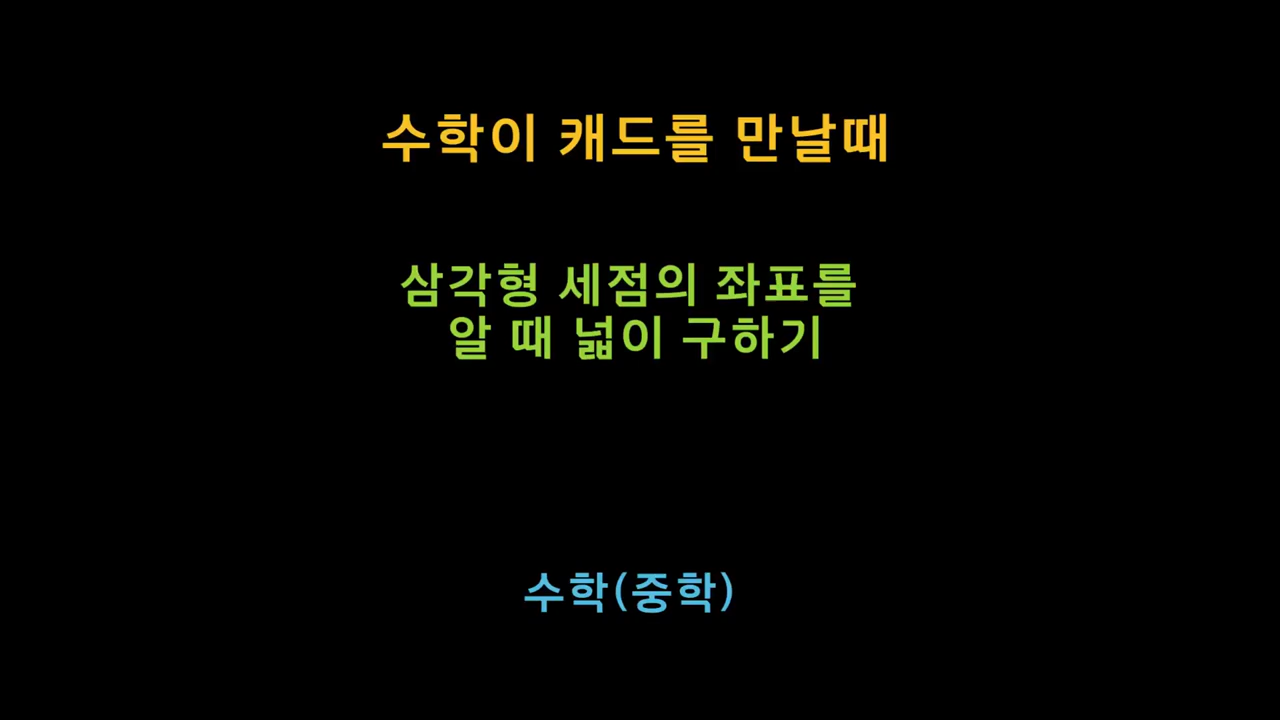 수학이 캐드를 만날때
삼각형 세점의 좌표를
알 때 넓이 구하기
수학(중학)